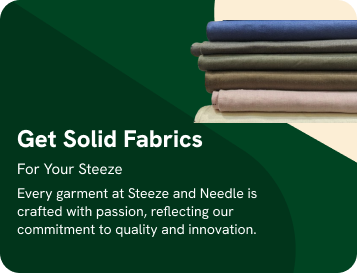 Get Solid Fabrics
For Your Steeze
Every garment at Steeze and Needle is
crafted with passion, reflecting our
commitment to quality and innovation.